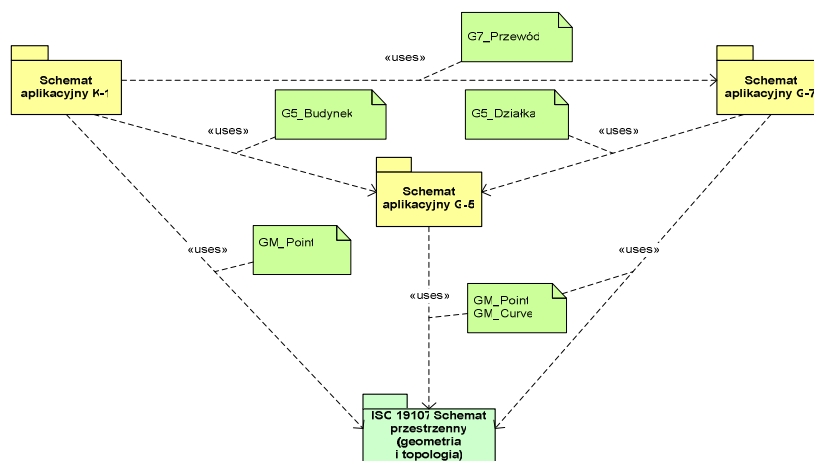 G7_Przewód
«uses»
Schemat
aplikacyjny K-1
Schemat
aplikacyjny G-7
G5_Budynek
G5_Działka
«uses»
«uses»
Schemat
aplikacyjny G-5
GM_Point
«uses»
«uses»
«uses»
GM_Point
GM_Curve
ISO 19107 Schemat
przestrzenny
(geometria
i topologia)